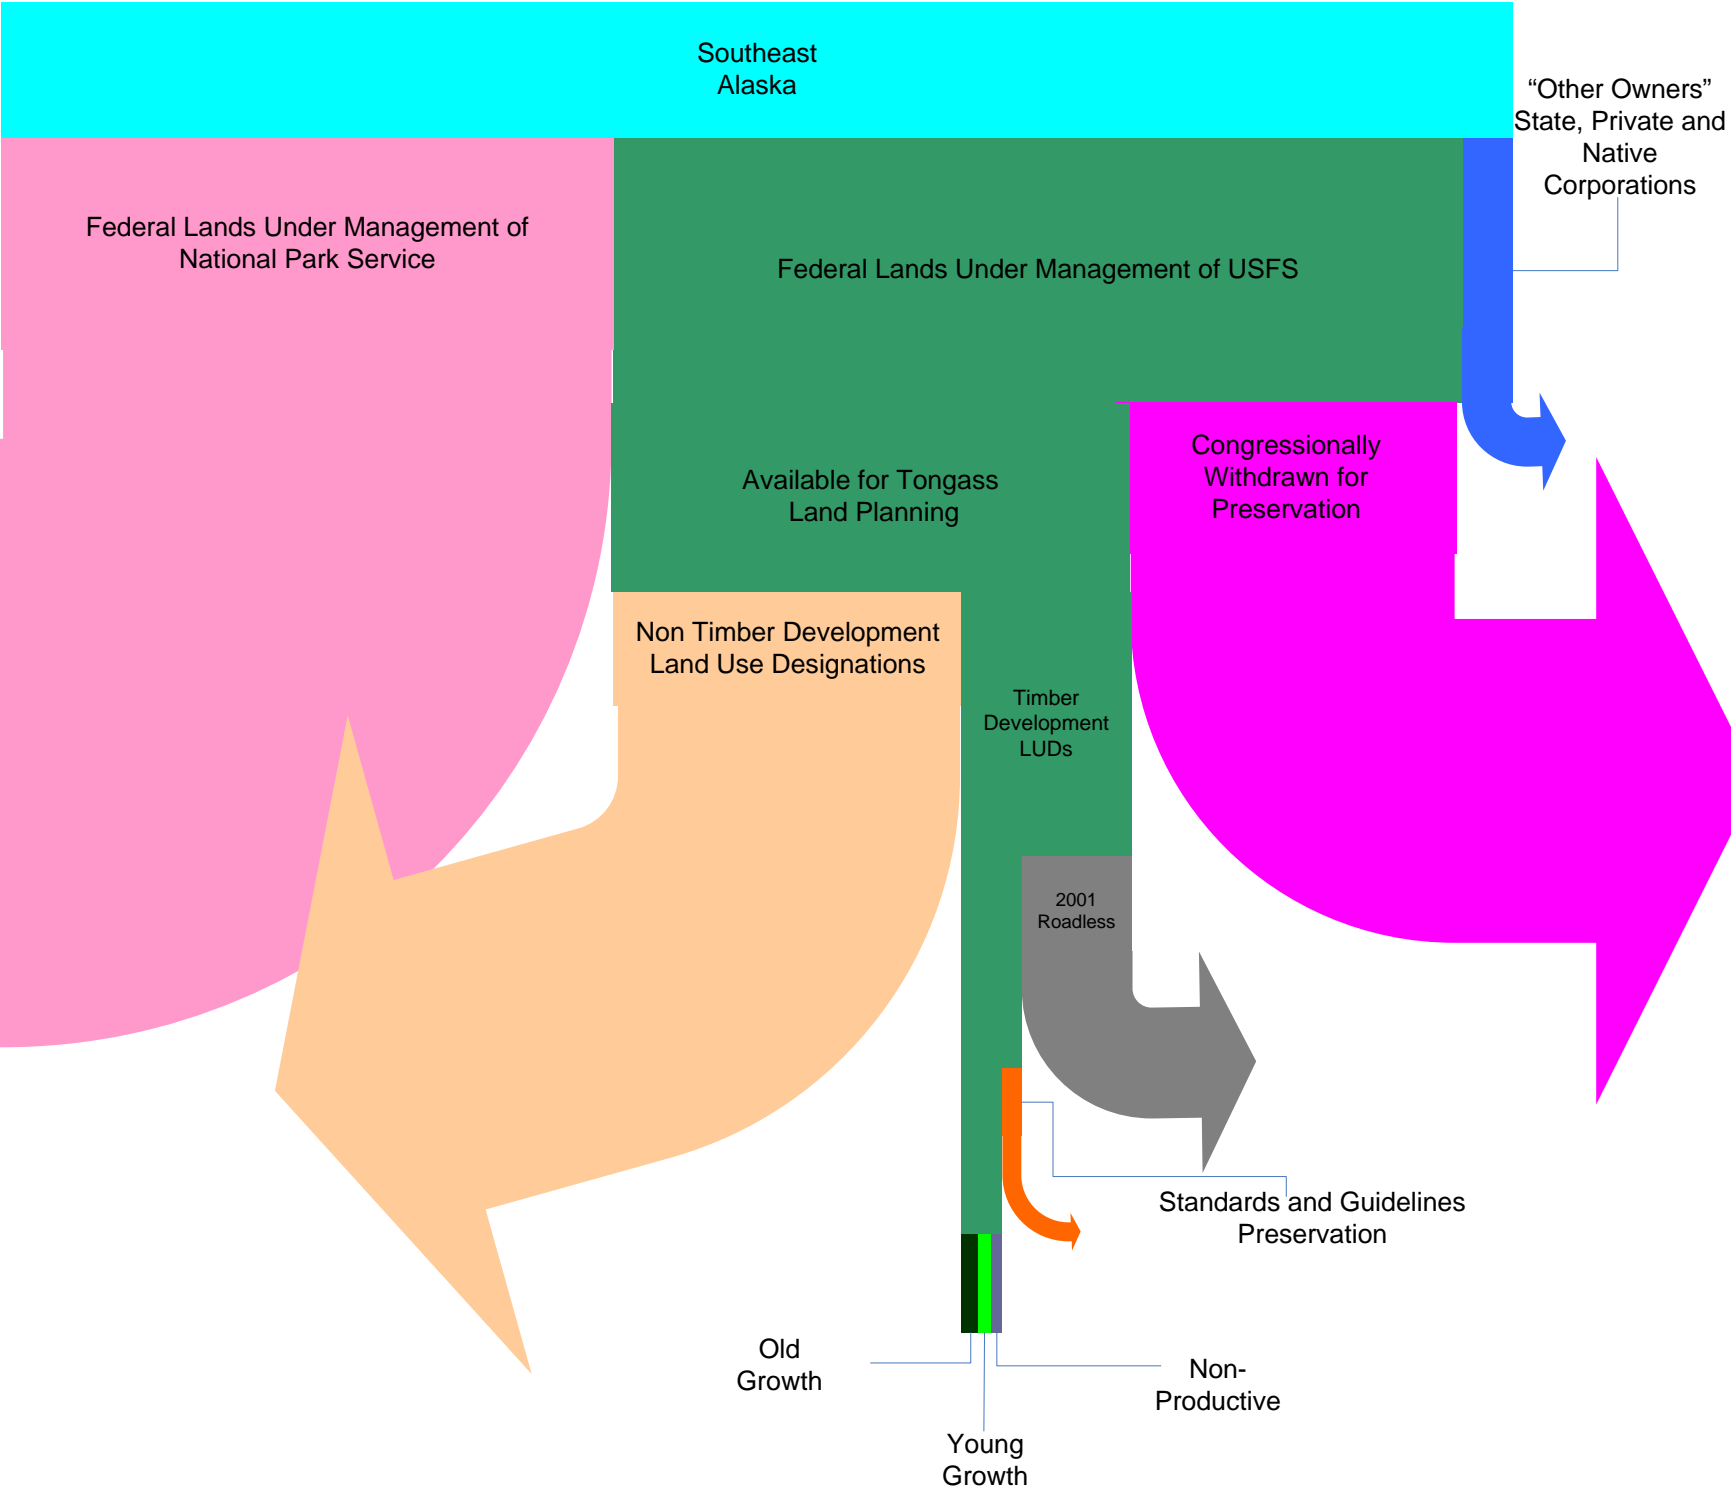 Southeast
Alaska
“Other Owners”
State, Private and
Native
Corporations
Federal Lands Under Management of
National Park Service
Federal Lands Under Management of USFS
Available for Tongass
Land Planning
Congressionally
Withdrawn for
Preservation
Non Timber Development
Land Use Designations
Timber
Development
LUDs
2001
Roadless
Standards and Guidelines
Preservation
Old
Growth
Non-
Productive
Young
Growth